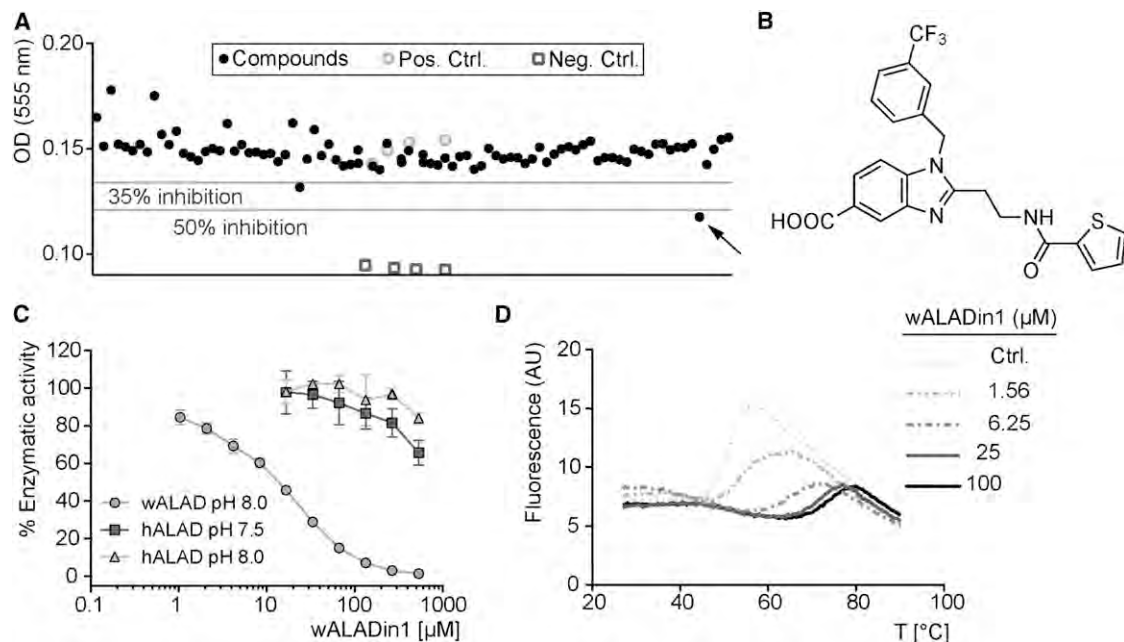 A
0.20
0.15
0.10
OD (555 nm)
Compounds Pos. Ctrl. Neg. Ctrl.
35% inhibition
50% inhibition
B
CF3
N
N
HOOC
NH
O
S
C
120
100
80
60
40
20
0
% Enzymatic activity
wALAD pH 8.0
hALAD pH 7.5
hALAD pH 8.0
0.1 1 10 100 1000
wALADin1 [µM]
D
20
15
10
5
0
Fluorescence (AU)
20 40 60 80 100
T [°C]
wALADin1 (µM)
Ctrl.
1.56
6.25
25
100